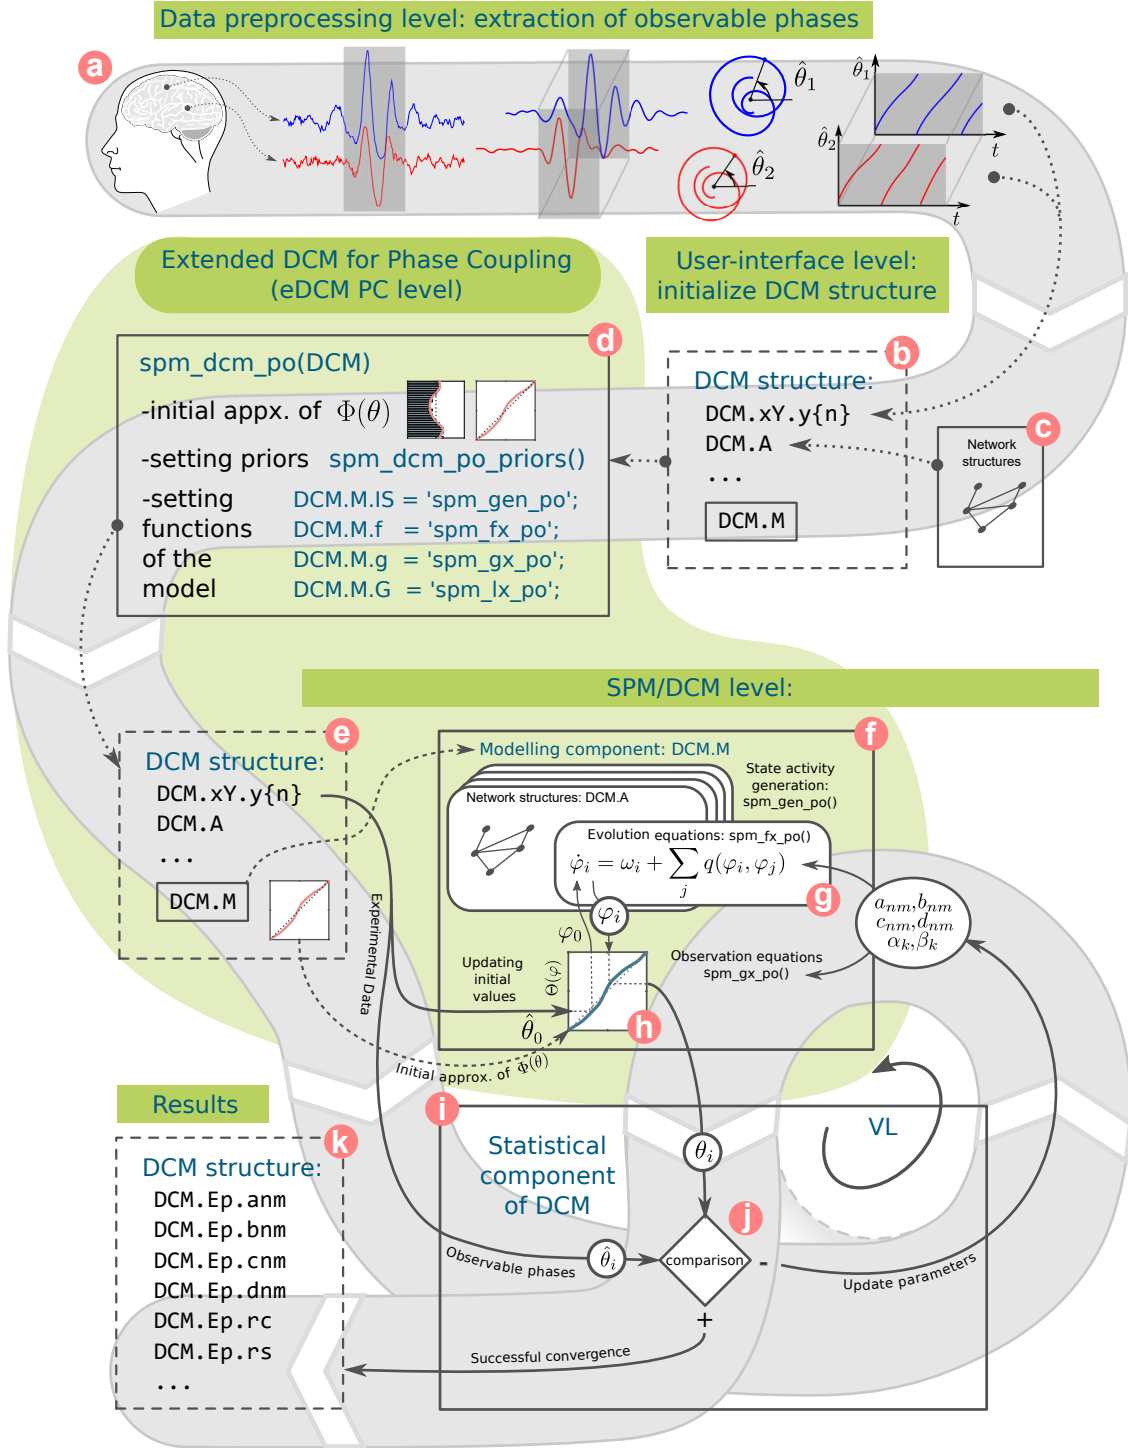 Data preprocessing level: extraction of observable phases
a
θ̂1
θ̂2
θ̂1
t
θ̂2
t
Extended DCM for Phase Coupling
(eDCM PC level)
User-interface level:
initialize DCM structure
d
spm_dcm_po(DCM)
-initial appx. of Φ(θ)
-setting priors spm_dcm_po_priors()
-setting DCM.M.IS = 'spm_gen_po';
functions DCM.M.f = 'spm_fx_po';
of the DCM.M.g = 'spm_gx_po';
model DCM.M.G = 'spm_lx_po';
b
DCM structure:
DCM.xY.y{n}
DCM.A
...
DCM.M
c
Network
structures
SPM/DCM level:
e
DCM structure:
DCM.xY.y{n}
DCM.A
...
DCM.M
Experimental Data
Initial approx. of Φ(θ)
f
Modelling component: DCM.M
State activity
generation:
spm_gen_po()
Network structures: DCM.A
Evolution equations: spm_fx_po()
φ̇i = ωi + ∑j q(φi, φj)
g
φi
φ0
anm,bnm
cnm,dnm
αk,βk
Observation equations
spm_gx_po()
Updating
initial
values
Θ(φ)
θ̂0
h
i
Statistical
component
of DCM
VL
θi
j
comparison
-
+
θ̂i
Observable phases
Update parameters
Successful convergence
Results
k
DCM structure:
DCM.Ep.anm
DCM.Ep.bnm
DCM.Ep.cnm
DCM.Ep.dnm
DCM.Ep.rc
DCM.Ep.rs
...